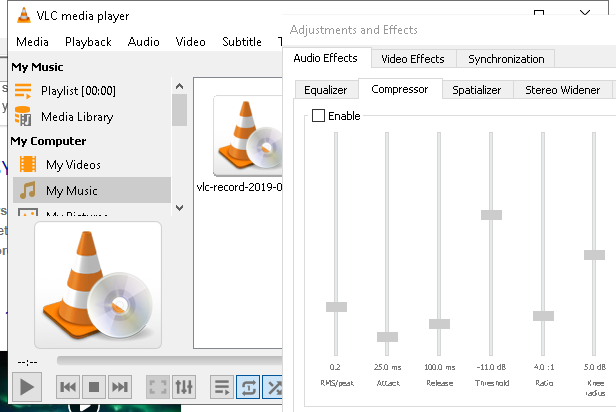 VLC media player
Media Playback Audio Video Subtitle
My Music
Playlist [00:00]
Media Library
My Computer
My Videos
My Music
My Pictures
vlc-record-2019-0
--:--
Adjustments and Effects
Audio Effects Video Effects Synchronization
Equalizer Compressor Spatializer Stereo Widener
Enable
0.2 25.0 ms 100.0 ms -11.0 dB 4.0 :1 5.0 dB
RMS/peak Attack Release Threshold Ratio Knee
radius